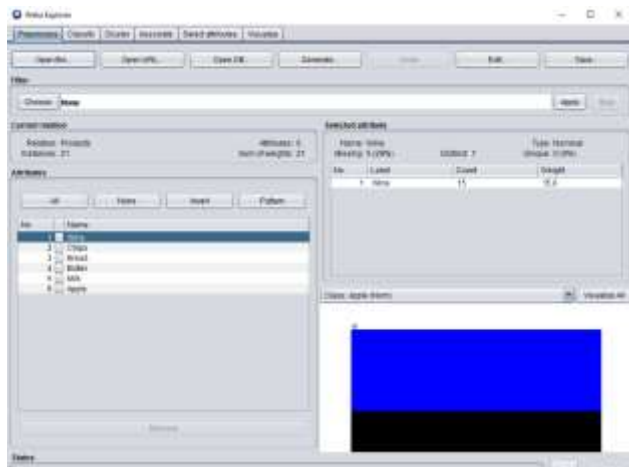 Weka Explorer
Preprocess Classify Cluster Associate Select attributes Visualize
Open file... Open URL... Open DB... Generate... Undo Edit... Save...
Filter
Choose None Apply Stop
Current relation
Relation: Products Attributes: 6
Instances: 21 Sum of weights: 21
Selected attribute
Name: Wine Type: Nominal
Missing: Distinct: 1 Unique: 0 (0%)
No. Label Count Weight
1 15
Attributes
All None Invert Pattern
No. Name
1 Wine
2 Chips
3 Bread
4 Butter
5 Milk
6 Apple
Remove
Class: Apple (Nom) Visualize All
Status